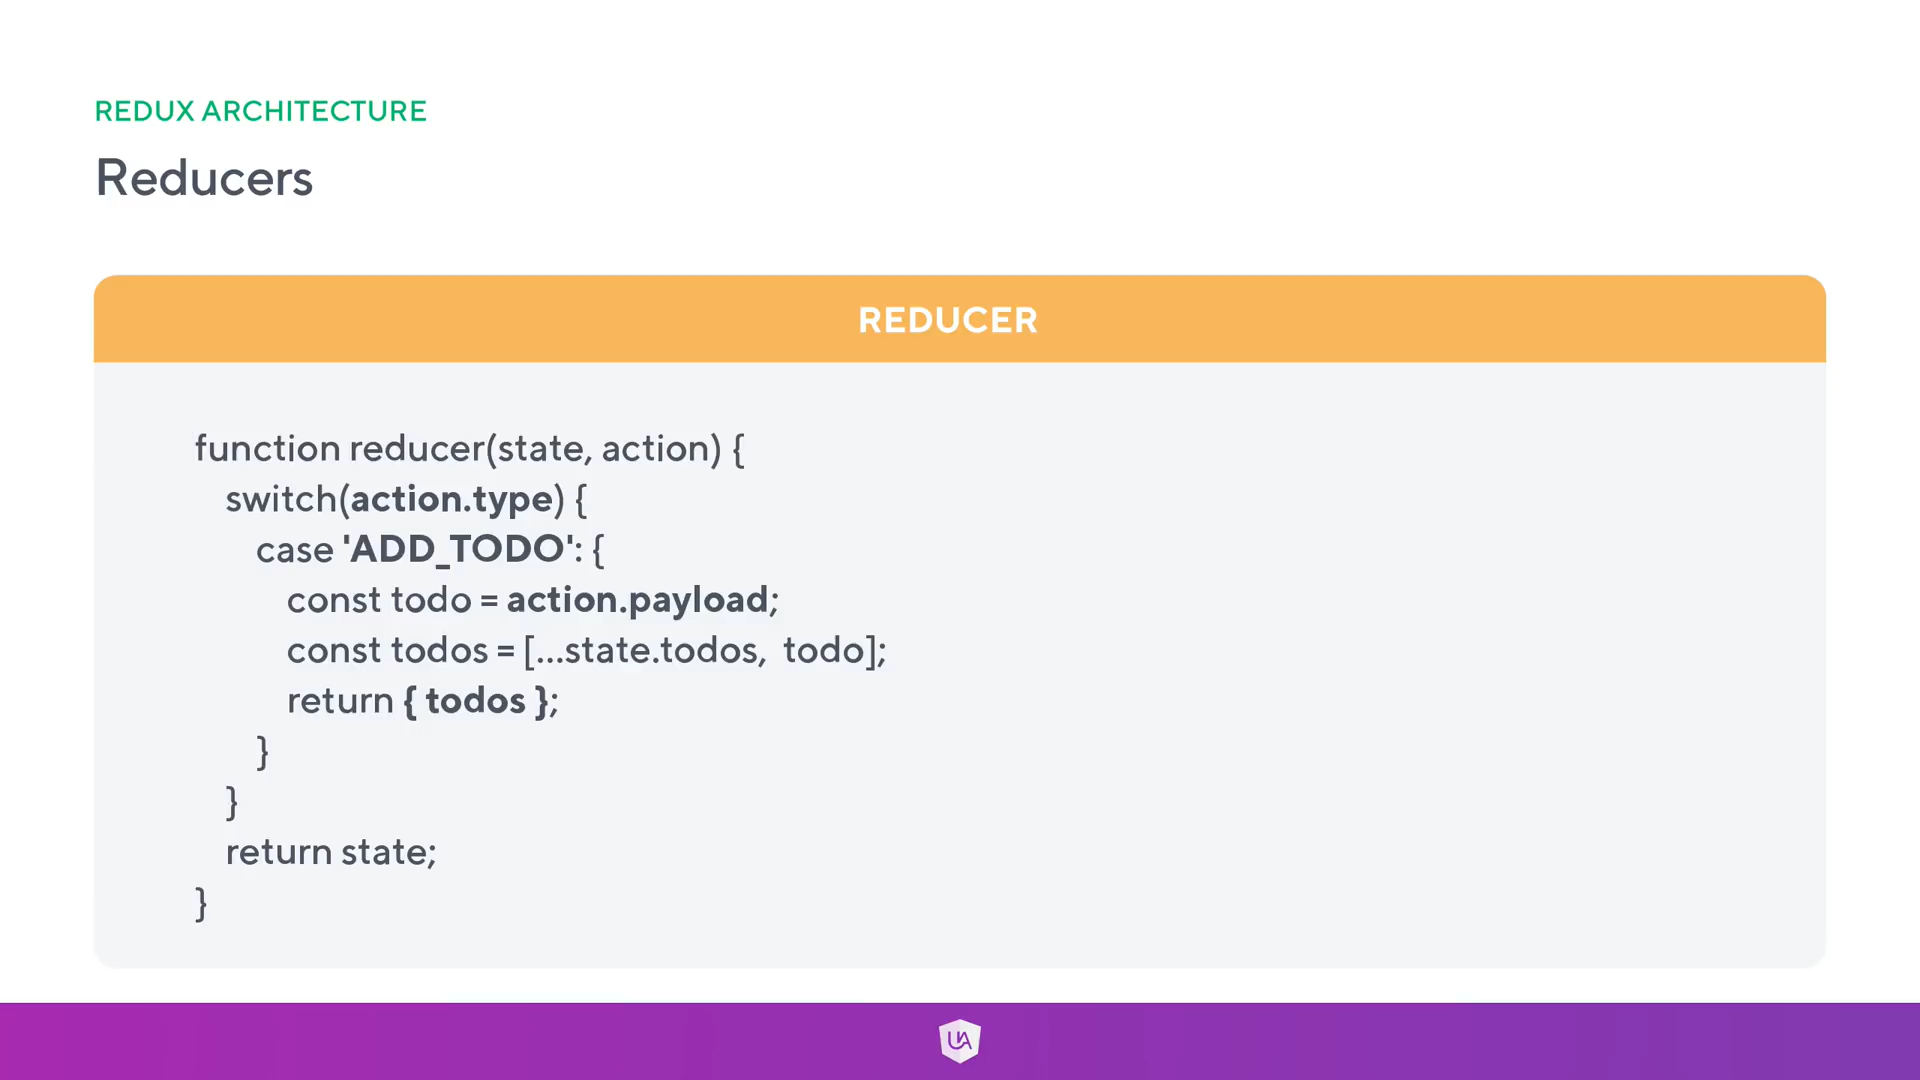 REDUX ARCHITECTURE
Reducers
REDUCER
function reducer(state, action) {
switch(action.type) {
case 'ADD_TODO': {
const todo = action.payload;
const todos = [...state.todos, todo];
return { todos };
}
}
return state;
}
UA